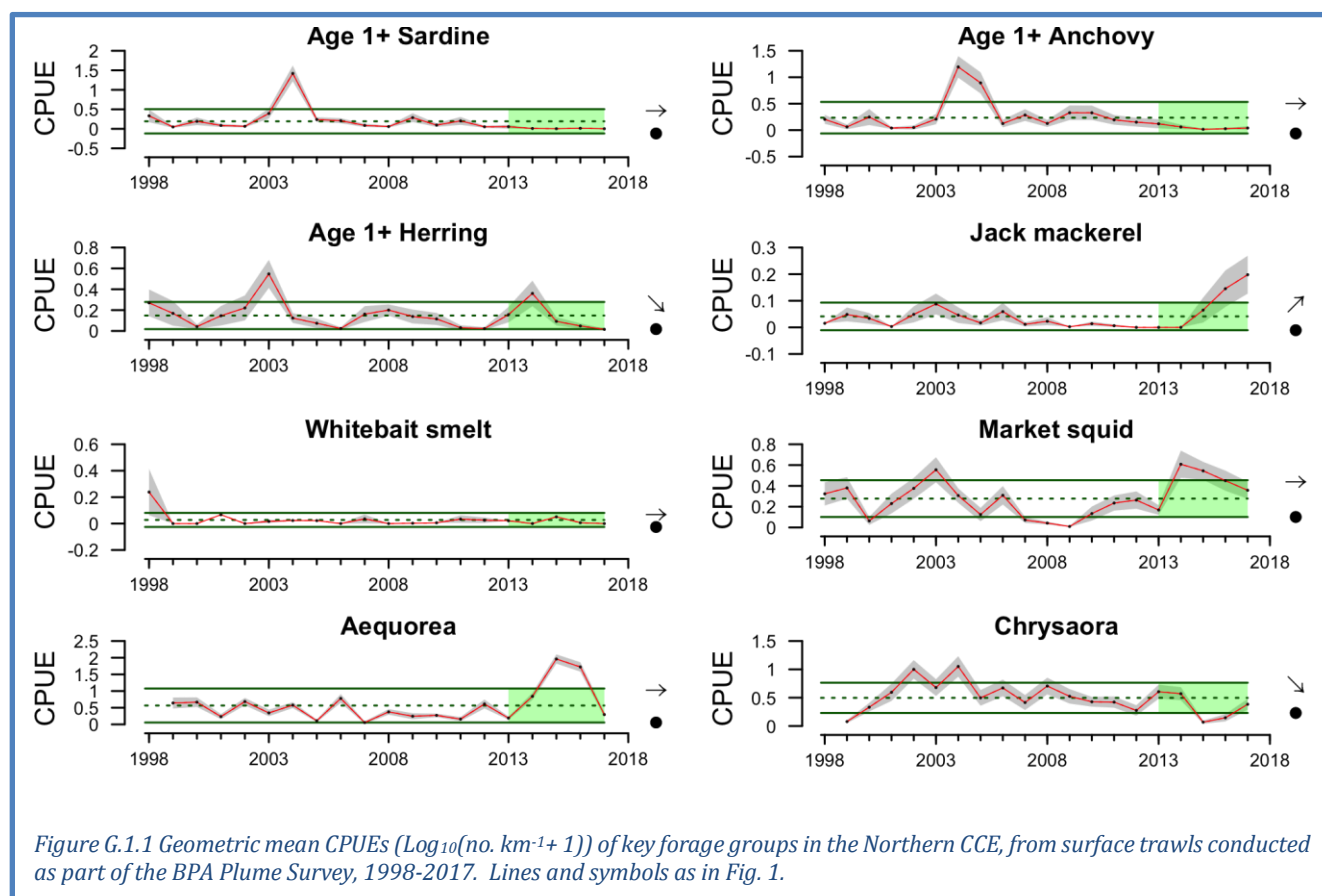 Age 1+ Sardine
CPUE
2
1.5
1
0.5
0
-0.5
1998 2003 2008 2013 2018
Age 1+ Anchovy
CPUE
1.5
1
0.5
0
-0.5
1998 2003 2008 2013 2018
Age 1+ Herring
CPUE
0.8
0.6
0.4
0.2
0
1998 2003 2008 2013 2018
Jack mackerel
CPUE
0.3
0.2
0.1
0
-0.1
1998 2003 2008 2013 2018
Whitebait smelt
CPUE
0.6
0.4
0.2
0
-0.2
1998 2003 2008 2013 2018
Market squid
CPUE
0.8
0.6
0.4
0.2
0
1998 2003 2008 2013 2018
Aequorea
CPUE
2.5
2
1.5
1
0.5
0
1998 2003 2008 2013 2018
Chrysaora
CPUE
1.5
1
0.5
0
1998 2003 2008 2013 2018
Figure G.1.1 Geometric mean CPUEs (Log10(no. km-1+ 1)) of key forage groups in the Northern CCE, from surface trawls conducted
as part of the BPA Plume Survey, 1998-2017. Lines and symbols as in Fig. 1.